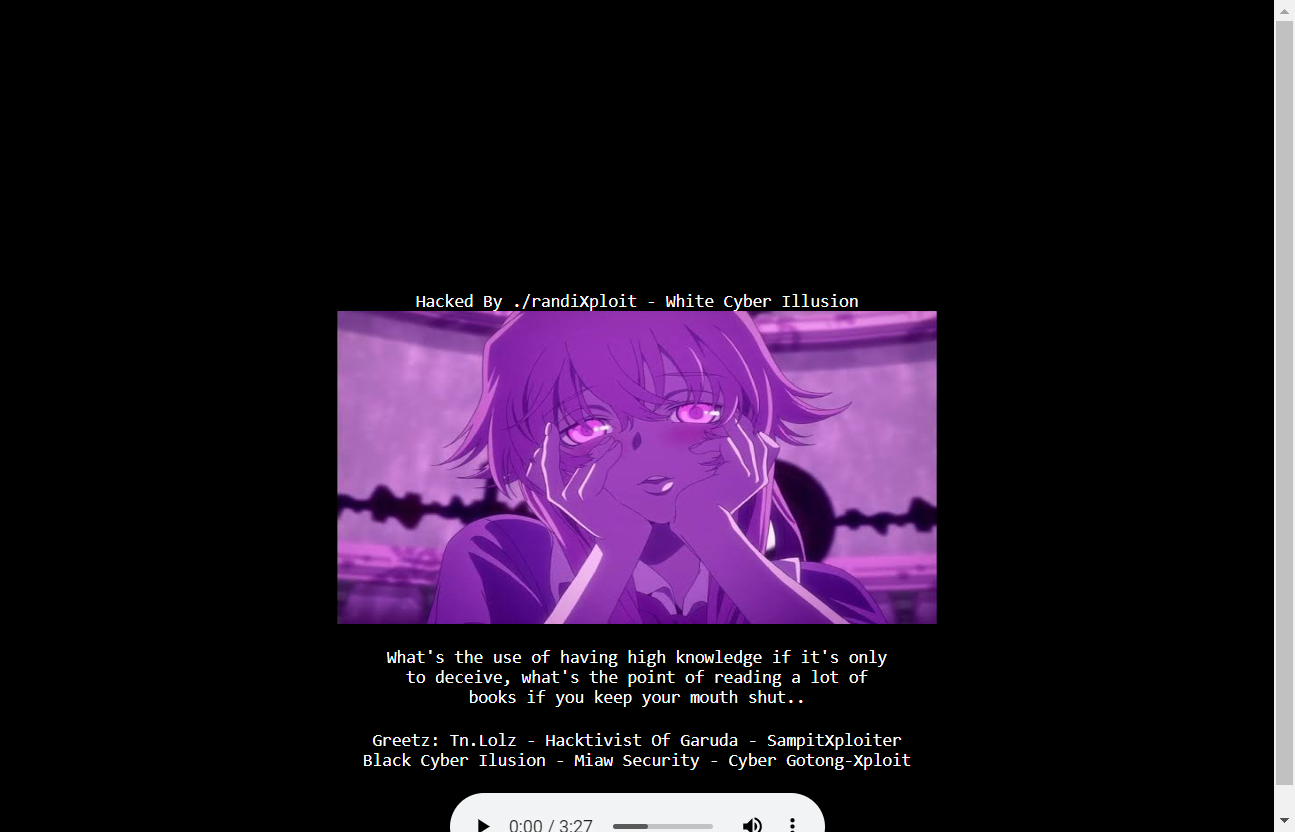 Hacked By ./randiXploit - White Cyber Illusion
What's the use of having high knowledge if it's only
to deceive, what's the point of reading a lot of
books if you keep your mouth shut..
Greetz: Tn.Lolz - Hacktivist Of Garuda - SampitXploiter
Black Cyber Ilusion - Miaw Security - Cyber Gotong-Xploit
0:00 / 3:27